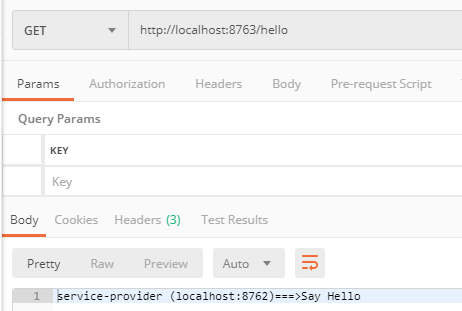 GET http://localhost:8763/hello
Params Authorization Headers Body Pre-request Script
Query Params
KEY
Key
Body Cookies Headers (3) Test Results
Pretty Raw Preview Auto
1 service-provider (localhost:8762)===>Say Hello